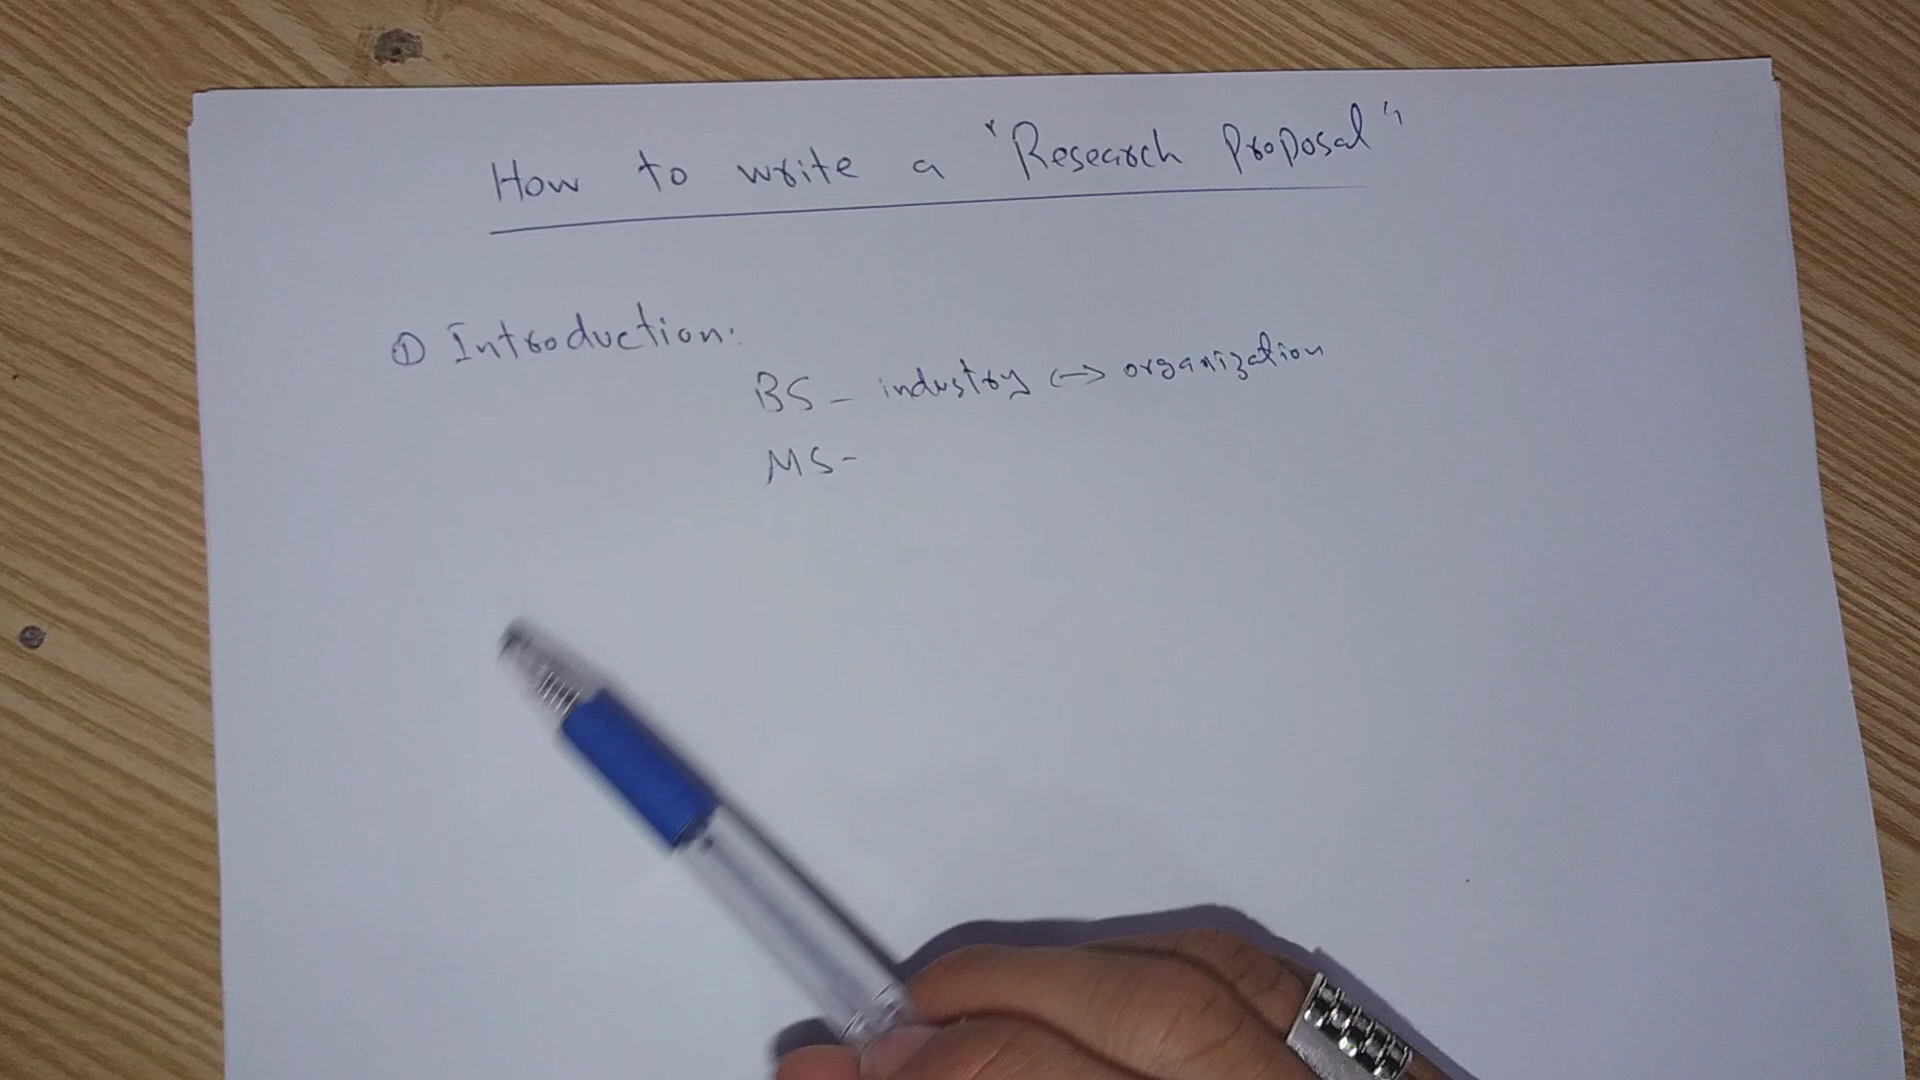 How to write a "Research Proposal"
① Introduction:
BS - industry ↔ organization
MS-